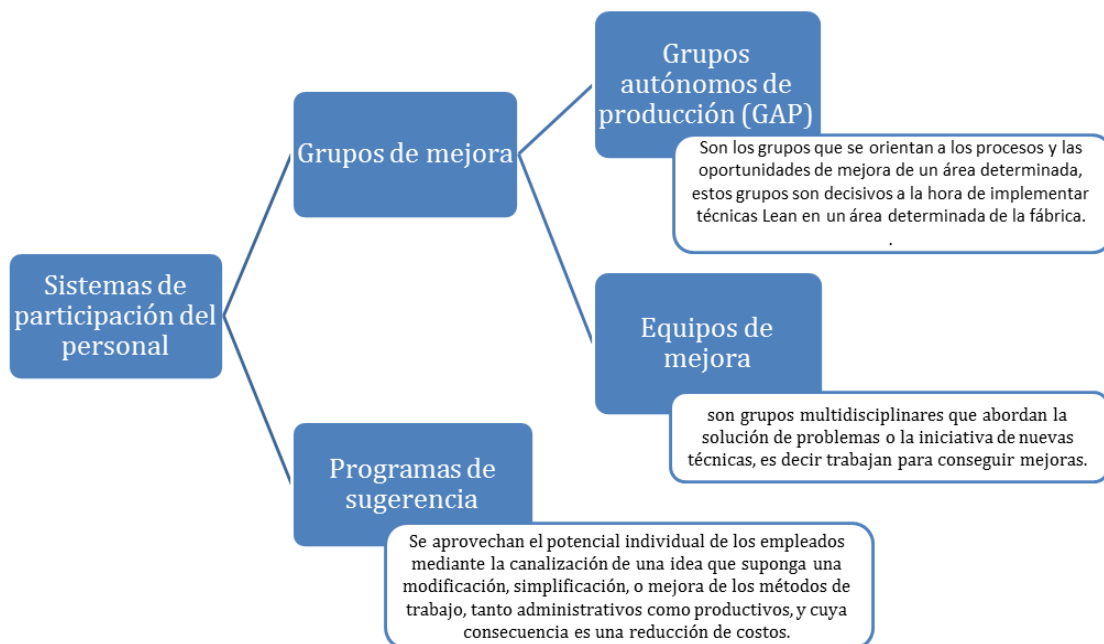 Grupos
autónomos de
producción (GAP)
Son los grupos que se orientan a los procesos y las
oportunidades de mejora de un área determinada,
estos grupos son decisivos a la hora de implementar
técnicas Lean en un área determinada de la fábrica.
.
Grupos de mejora
Sistemas de
participación del
personal
Equipos de
mejora
son grupos multidisciplinares que abordan la
solución de problemas o la iniciativa de nuevas
técnicas, es decir trabajan para conseguir mejoras.
Programas de
sugerencia
Se aprovechan el potencial individual de los empleados
mediante la canalización de una idea que suponga una
modificación, simplificación, o mejora de los métodos de
trabajo, tanto administrativos como productivos, y cuya
consecuencia es una reducción de costos.